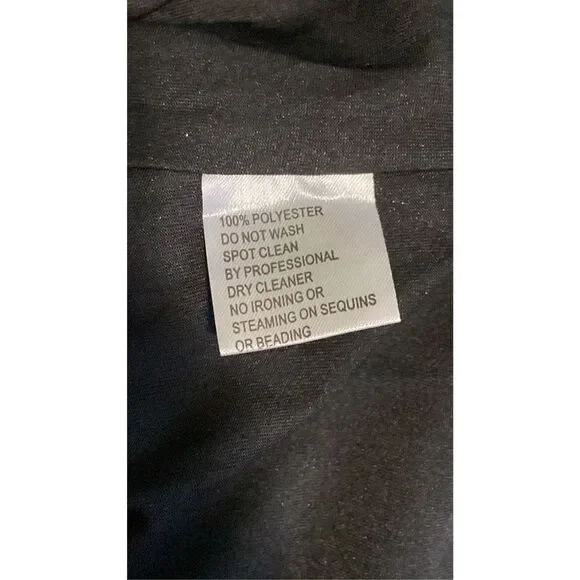 100% POLYESTER
DO NOT WASH
SPOT CLEAN
BY PROFESSIONAL
DRY CLEANER
NO IRONING OR
STEAMING ON SEQUINS
OR BEADING